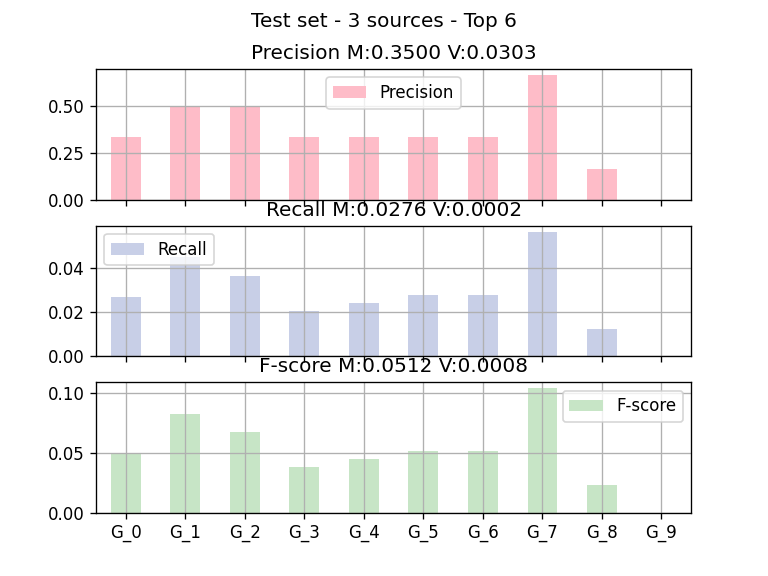 Test set - 3 sources - Top 6
Precision M:0.3500 V:0.0303
Precision
0.50
0.25
0.00
Recall M:0.0276 V:0.0002
Recall
0.04
0.02
0.00
F-score M:0.0512 V:0.0008
F-score
0.10
0.05
0.00
G_0 G_1 G_2 G_3 G_4 G_5 G_6 G_7 G_8 G_9